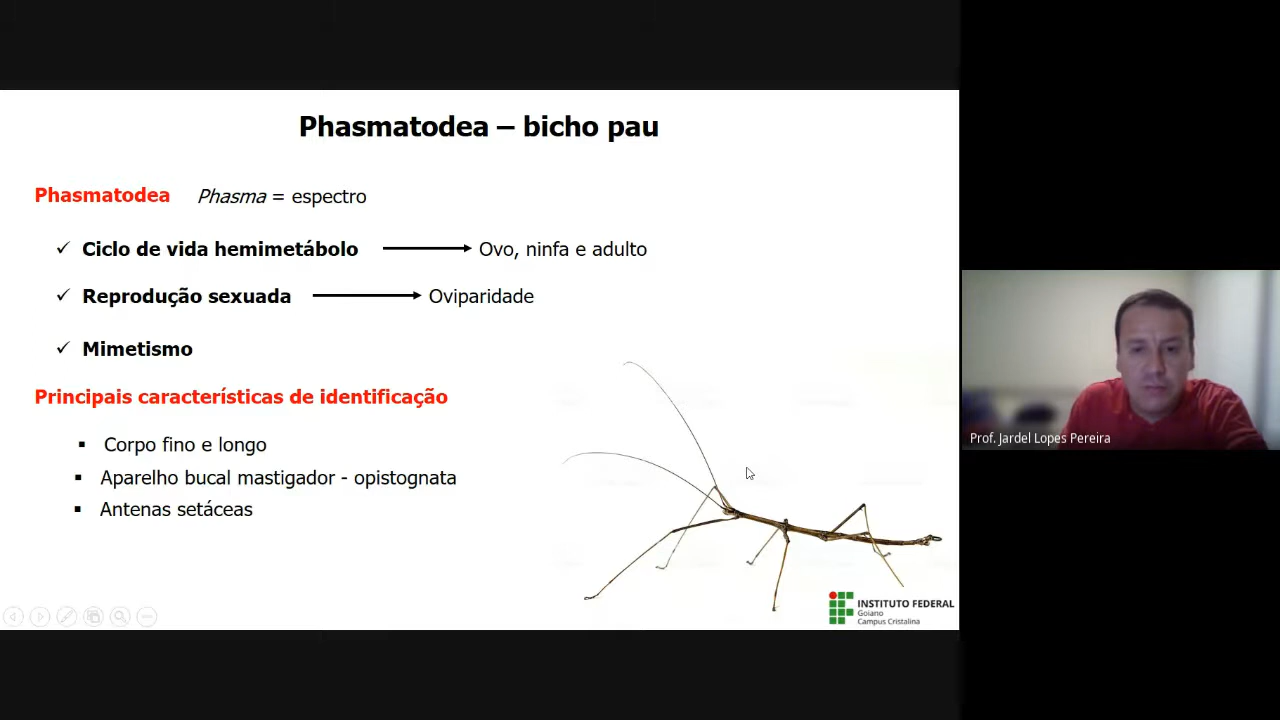 Phasmatodea – bicho pau
Phasmatodea Phasma = espectro
✓ Ciclo de vida hemimetábolo Ovo, ninfa e adulto
✓ Reprodução sexuada Oviparidade
✓ Mimetismo
Principais características de identificação
▪ Corpo fino e longo
▪ Aparelho bucal mastigador - opistognata
▪ Antenas setáceas
INSTITUTO FEDERAL
Goiano
Campus Cristalina
Prof. Jardel Lopes Pereira